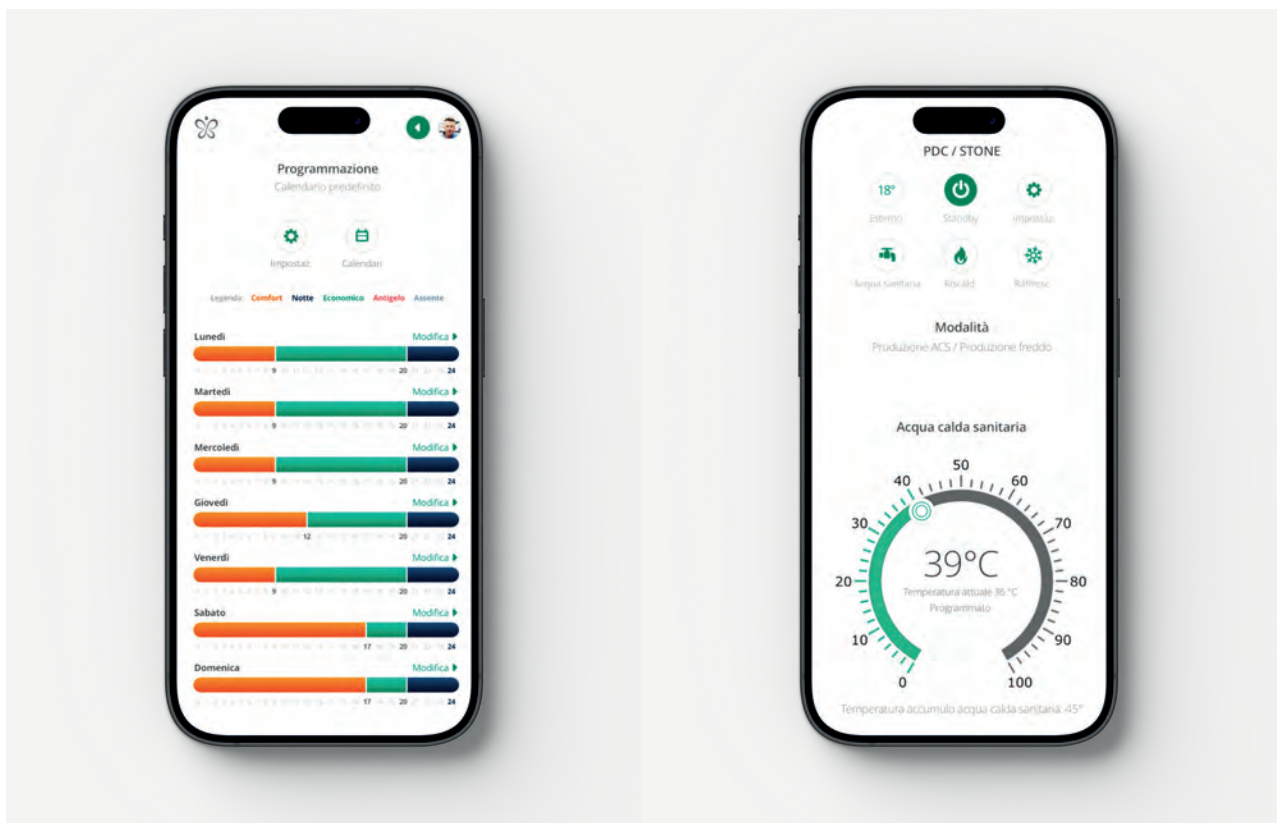 Programmazione
Calendario predefinito
Impostaz. Calendari
Legenda: Comfort Notte Economico Antigelo Assente
Lunedì Modifica
9 20 24
Martedì Modifica
9 20 24
Mercoledì Modifica
9 20 24
Giovedì Modifica
12 20 24
Venerdì Modifica
9 20 24
Sabato Modifica
17 20 24
Domenica Modifica
17 20 24
PDC / STONE
18°
Esterno Standby Impostaz.
Acqua sanitaria Riscald. Raffresc.
Modalità
Produzione ACS / Produzione freddo
Acqua calda sanitaria
0 10 20 30 40 50 60 70 80 90 100
39°C
Temperatura attuale 36 °C
Programmato
Temperatura accumulo acqua calda sanitaria: 45°